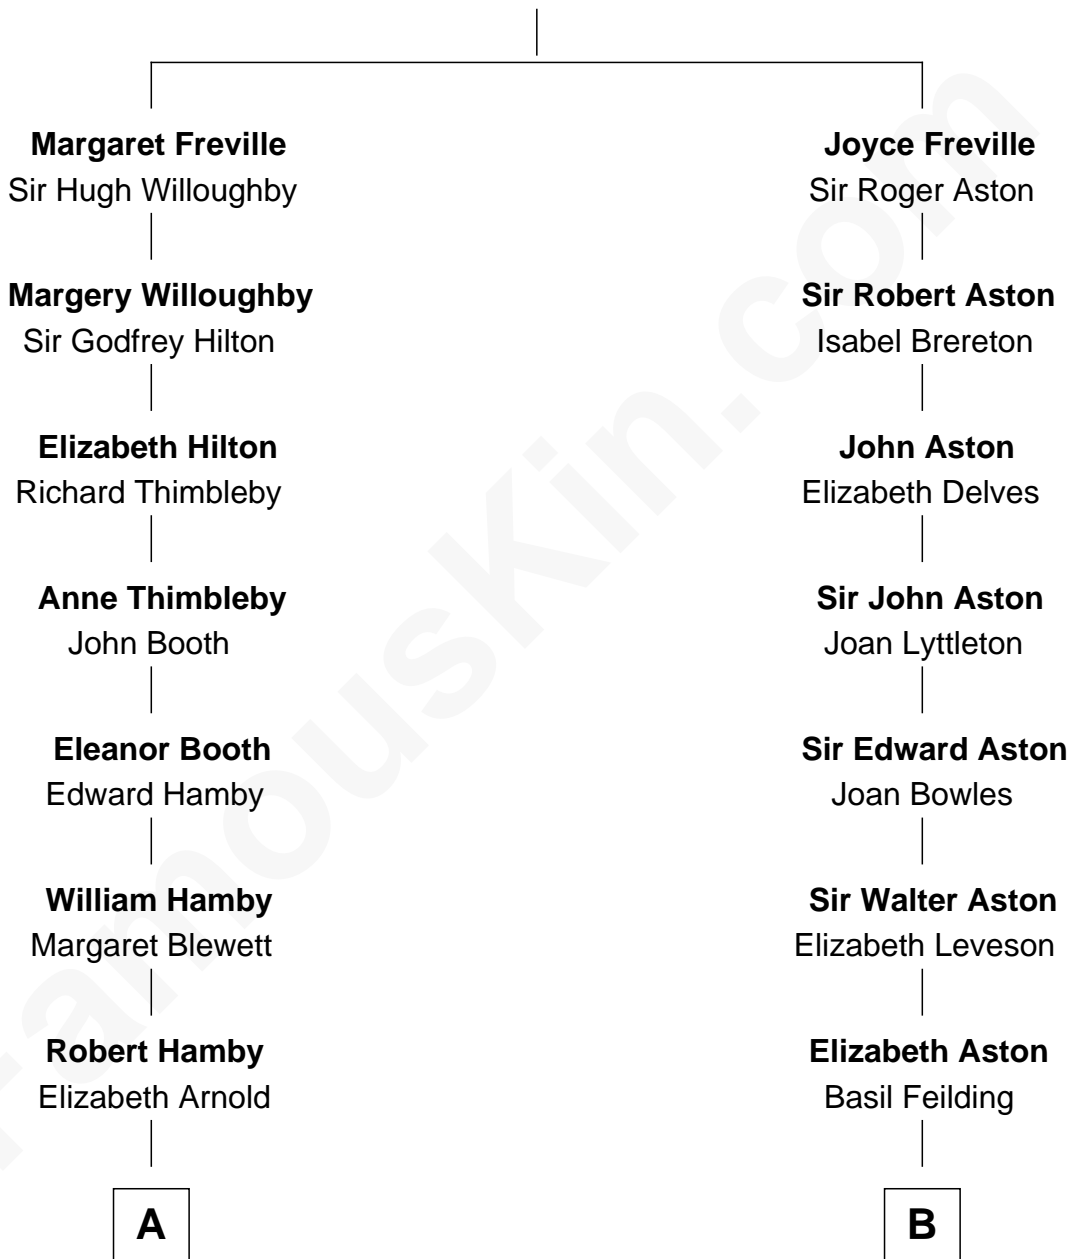 Margaret Freville
Sir Hugh Willoughby
Joyce Freville
Sir Roger Aston
Margery Willoughby
Sir Godfrey Hilton
Sir Robert Aston
Isabel Brereton
Elizabeth Hilton
Richard Thimbleby
John Aston
Elizabeth Delves
Anne Thimbleby
John Booth
Sir John Aston
Joan Lyttleton
Eleanor Booth
Edward Hamby
Sir Edward Aston
Joan Bowles
William Hamby
Margaret Blewett
Sir Walter Aston
Elizabeth Leveson
Robert Hamby
Elizabeth Arnold
Elizabeth Aston
Basil Feilding
A
B
FamousKin.com